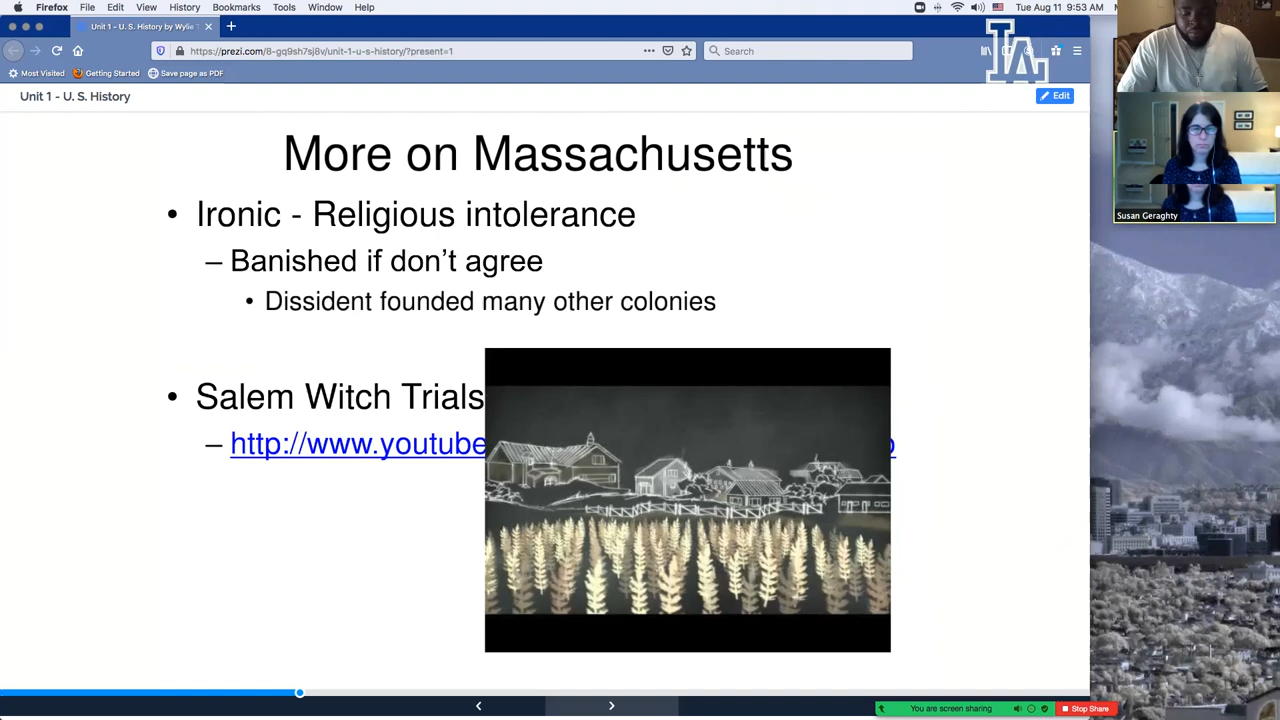 Firefox File Edit View History Bookmarks Tools Window Help Tue Aug 11 9:53 AM
Unit 1 - U. S. History by Wylie
https://prezi.com/8-gq9sh7sj8v/unit-1-u-s-history/?present=1
Search
LA
Most Visited Getting Started Save page as PDF
Unit 1 - U. S. History
Edit
More on Massachusetts
• Ironic - Religious intolerance
– Banished if don't agree
• Dissident founded many other colonies
• Salem Witch Trials
– http://www.youtube
Susan Geraghty
You are screen sharing
Stop Share